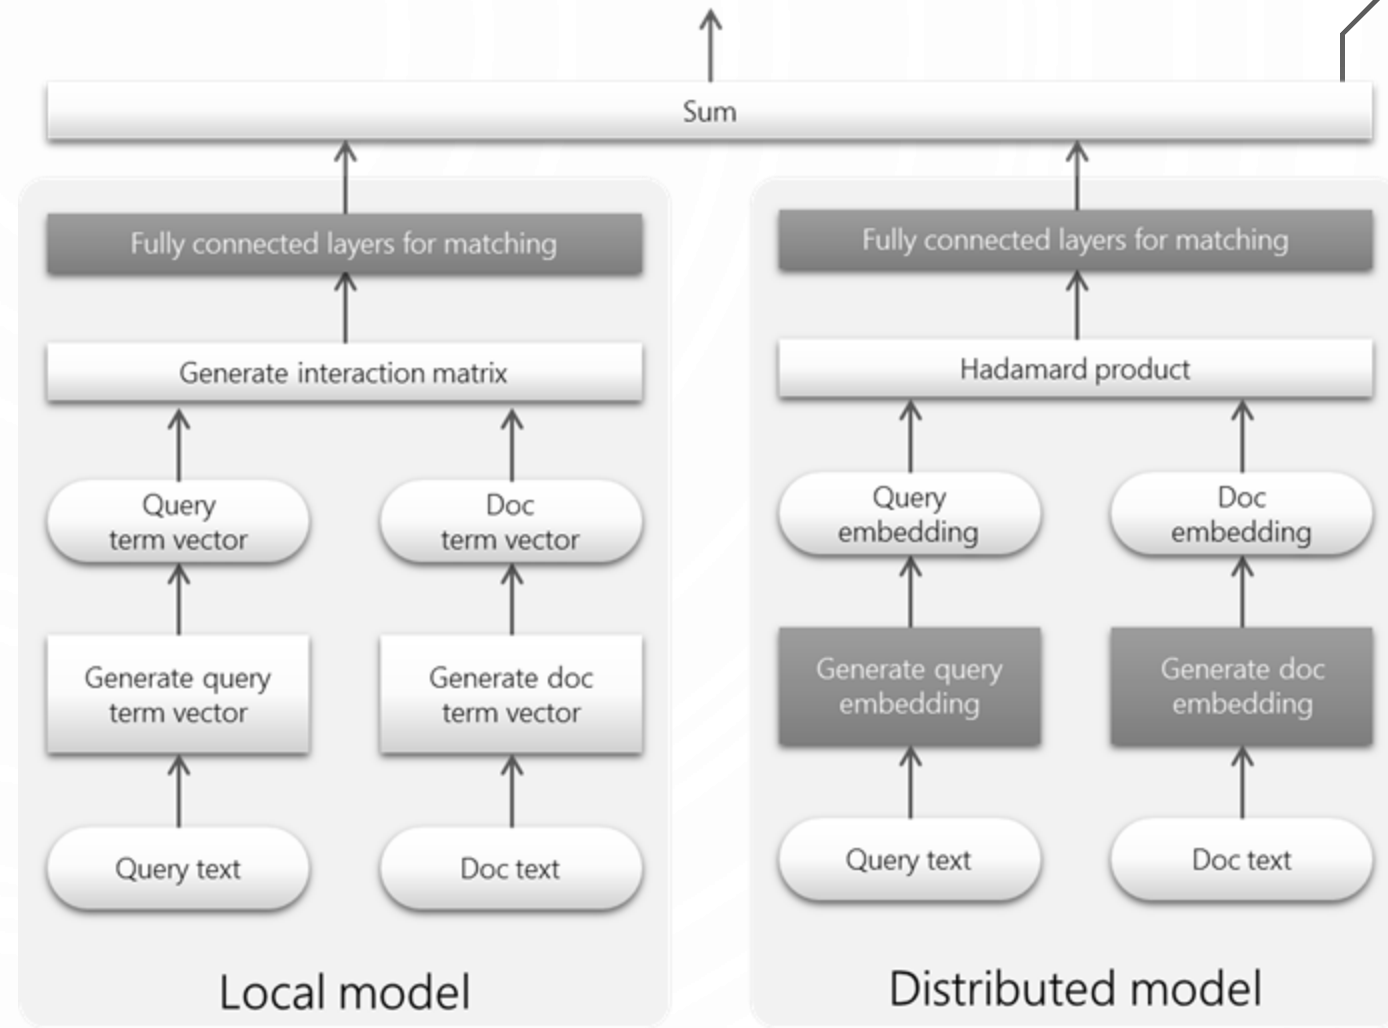 Sum
Fully connected layers for matching
Generate interaction matrix
Query
term vector
Doc
term vector
Generate query
term vector
Generate doc
term vector
Query text
Doc text
Local model
Fully connected layers for matching
Hadamard product
Query
embedding
Doc
embedding
Generate query
embedding
Generate doc
embedding
Query text
Doc text
Distributed model